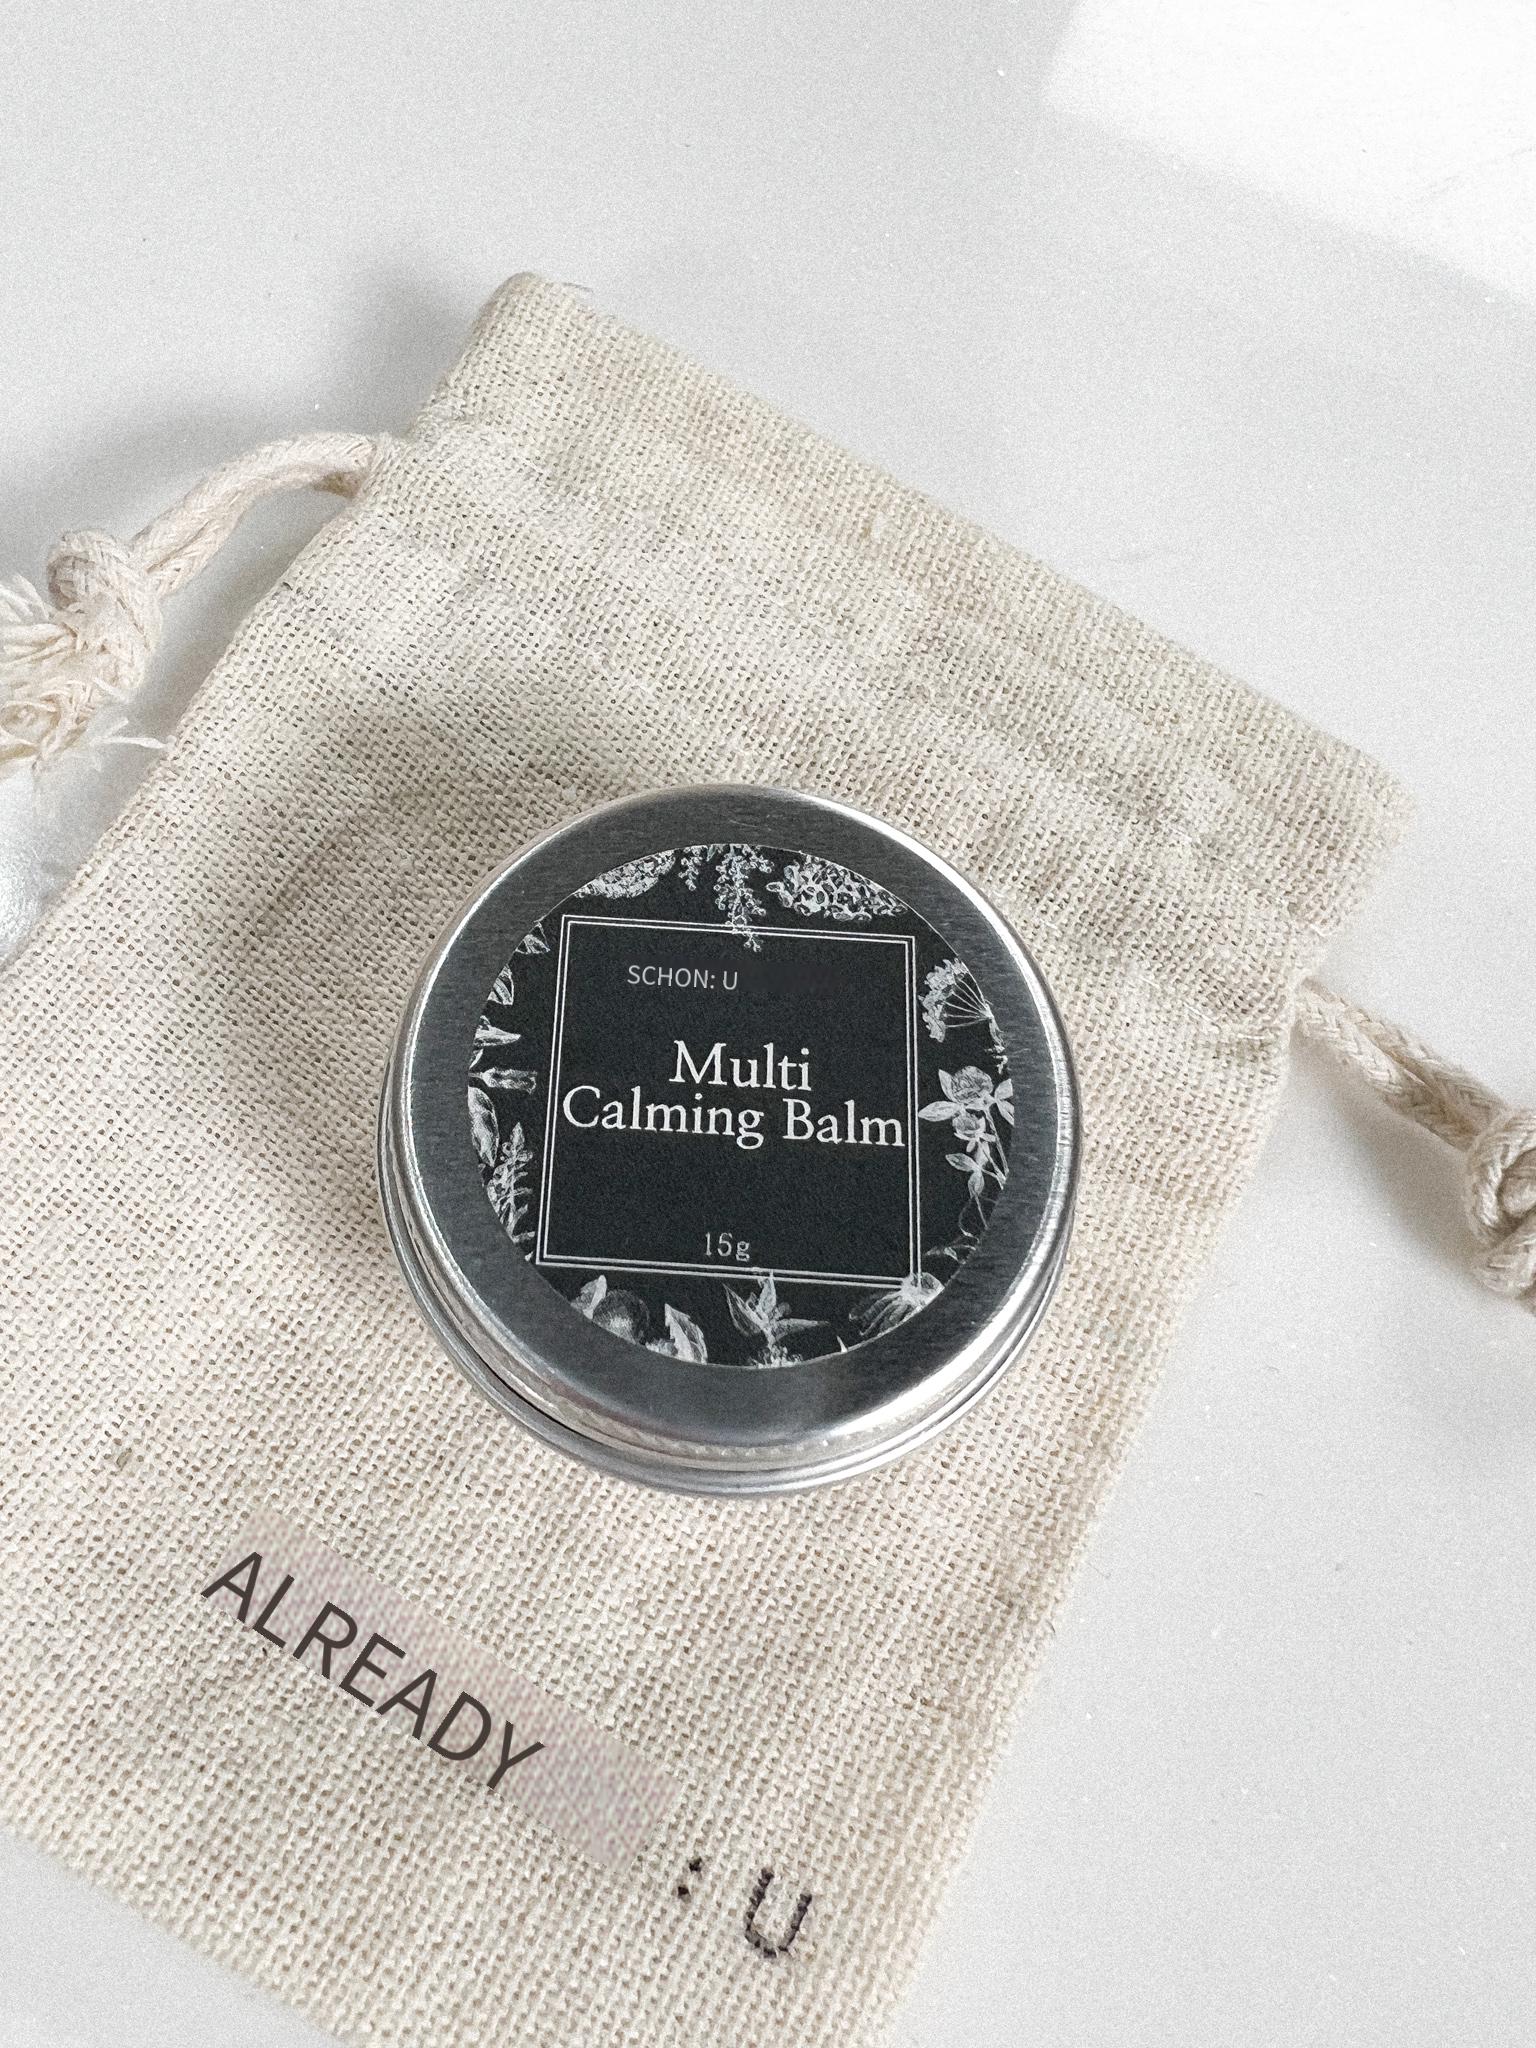 SCHON: U
Multi
Calming Balm
15g
ALREADY
: U